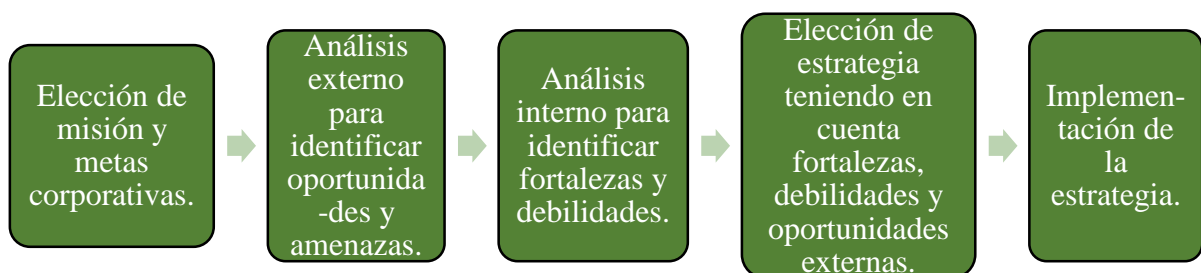 Elección de
misión y
metas
corporativas.
Análisis
externo
para
identificar
oportunida
-des y
amenazas.
Análisis
interno para
identificar
fortalezas y
debilidades.
Elección de
estrategia
teniendo en
cuenta
fortalezas,
debilidades y
oportunidades
externas.
Implemen-
tación de
la
estrategia.